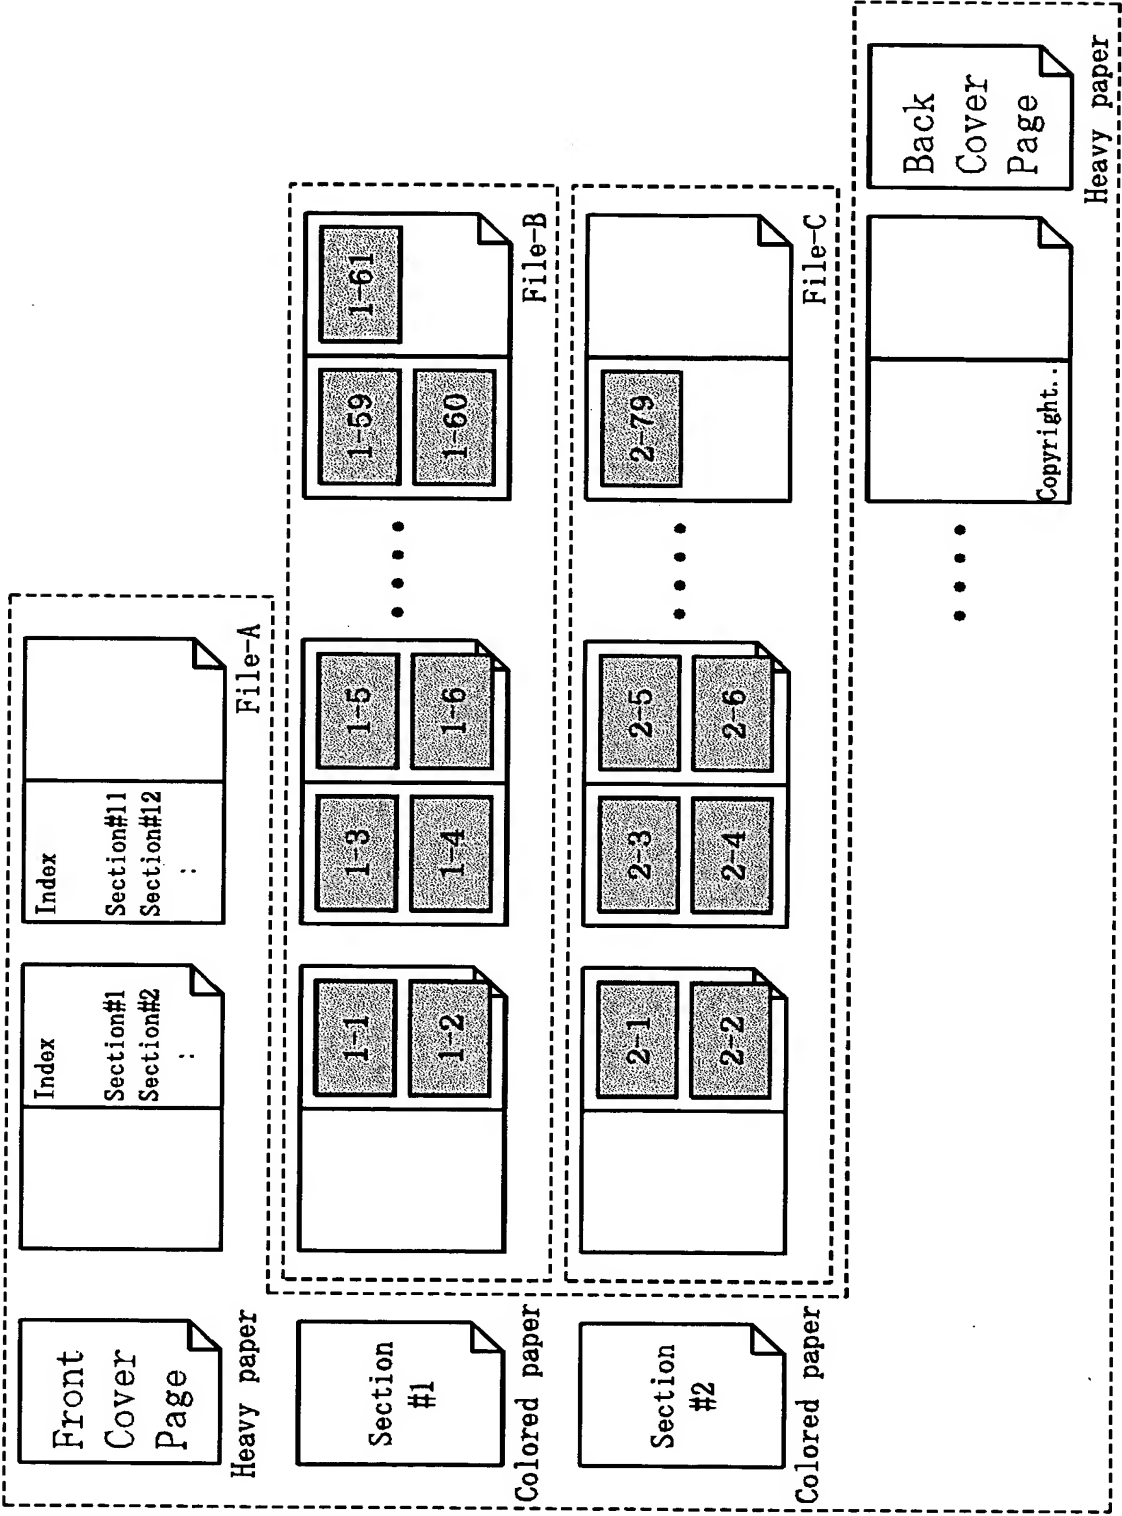 Front
Cover
Page
Heavy paper
Index
Section#1
Section#2
:
Index
Section#11
Section#12
:
File-A
Section
#1
Colored paper
1-1
1-2
1-3
1-4
1-5
1-6
1-59
1-60
1-61
File-B
Section
#2
Colored paper
2-1
2-2
2-3
2-4
2-5
2-6
2-79
File-C
Copyright..
Back
Cover
Page
Heavy paper